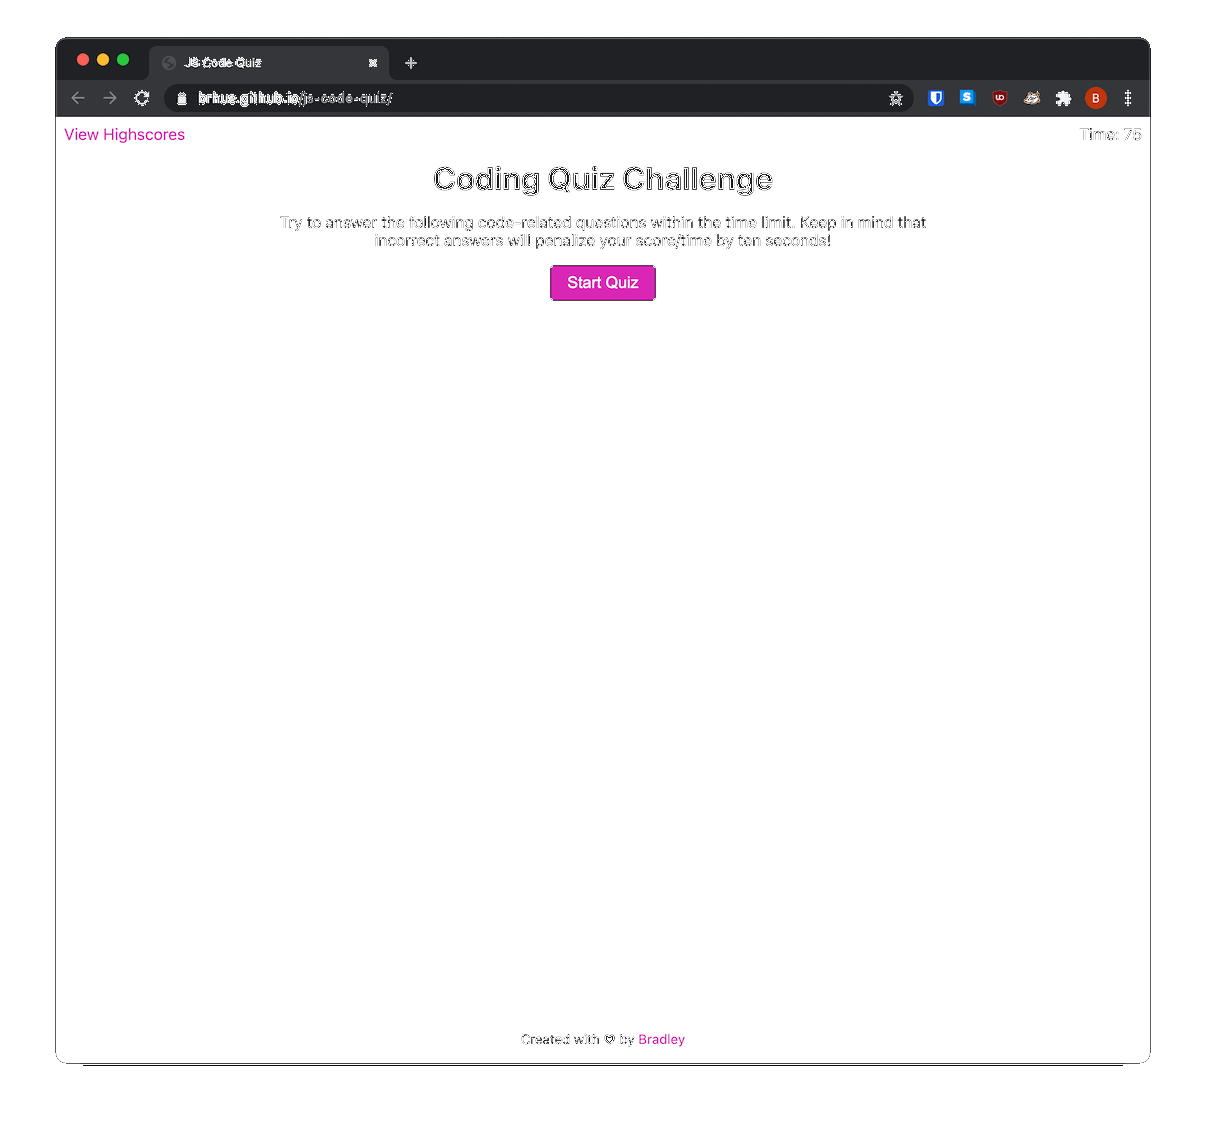 JS Code Quiz
brkue.github.io/js-code-quiz/
S
UD
B
View Highscores
Time: 75
Coding Quiz Challenge
Try to answer the following code-related questions within the time limit. Keep in mind that
incorrect answers will penalize your score/time by ten seconds!
Start Quiz
Created with ♡ by Bradley